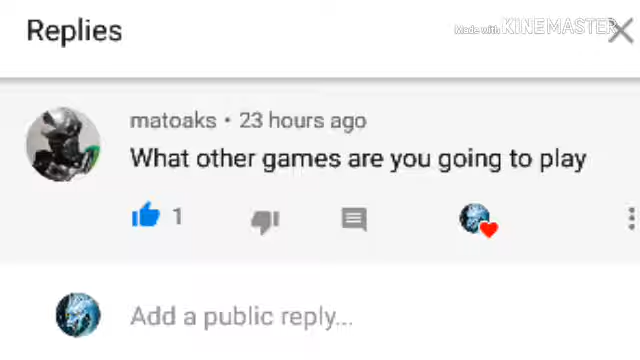 Replies
Made with KINEMASTER
matoaks • 23 hours ago
What other games are you going to play
1
Add a public reply...